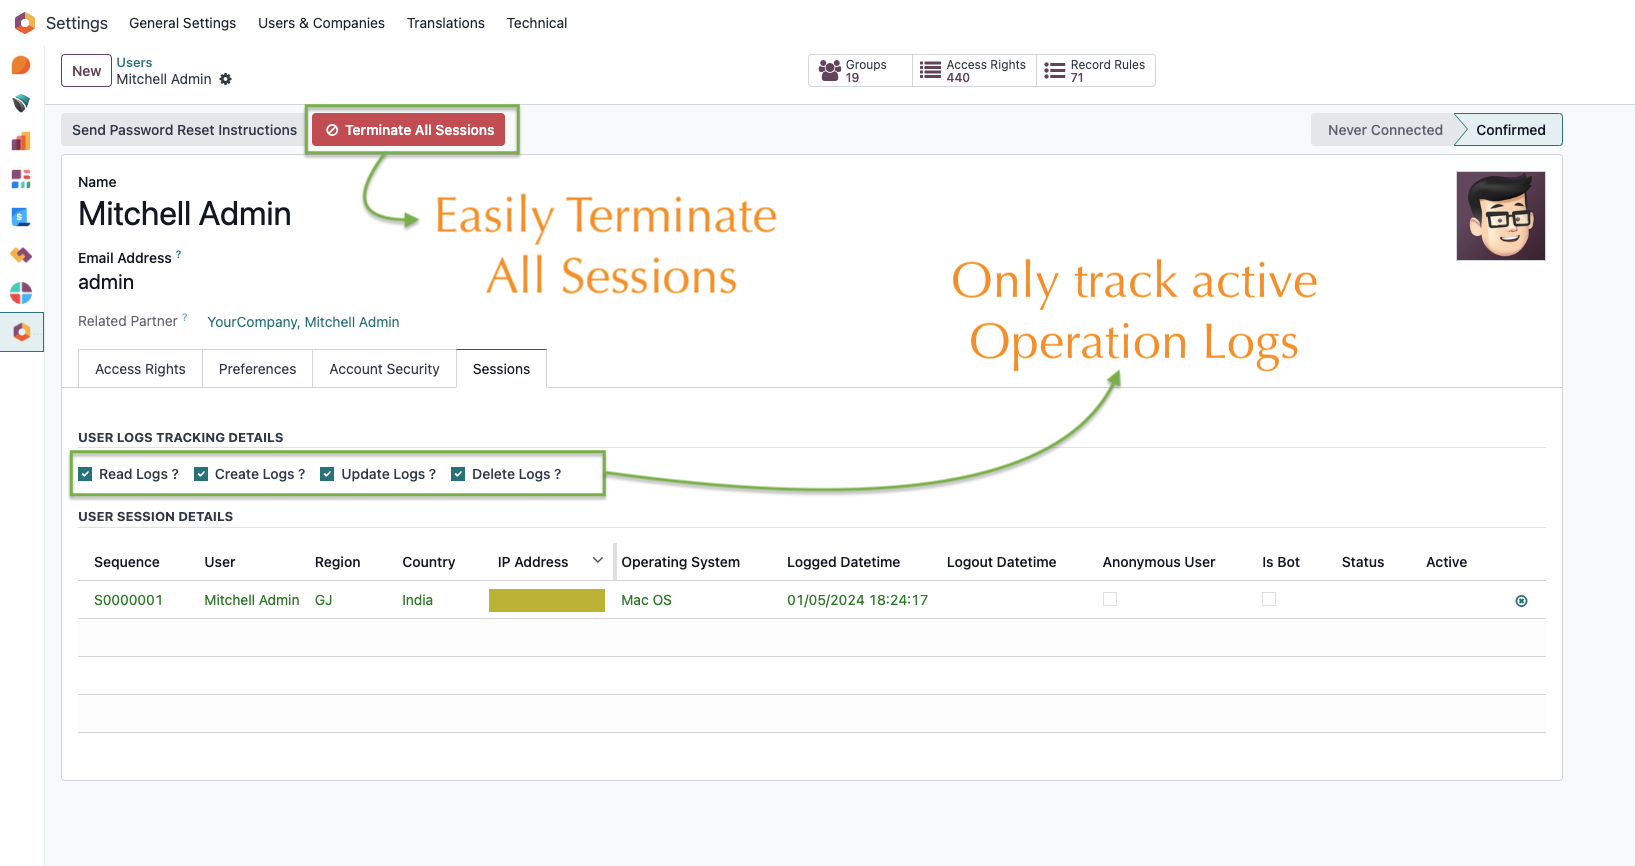 Settings General Settings Users & Companies Translations Technical
New Users
Mitchell Admin
Groups 19 Access Rights 440 Record Rules 71
Send Password Reset Instructions Terminate All Sessions Never Connected Confirmed
Name
Mitchell Admin
Easily Terminate
All Sessions
Email Address ?
admin
Only track active
Operation Logs
Related Partner ? YourCompany, Mitchell Admin
Access Rights Preferences Account Security Sessions
USER LOGS TRACKING DETAILS
Read Logs ? Create Logs ? Update Logs ? Delete Logs ?
USER SESSION DETAILS
Sequence User Region Country IP Address Operating System Logged Datetime Logout Datetime Anonymous User Is Bot Status Active
S0000001 Mitchell Admin GJ India Mac OS 01/05/2024 18:24:17